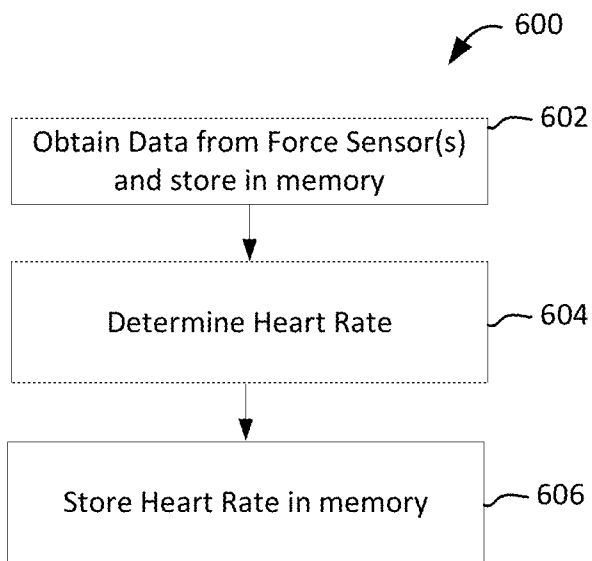 600
602
Obtain Data from Force Sensor(s)
and store in memory
Determine Heart Rate
604
Store Heart Rate in memory
606